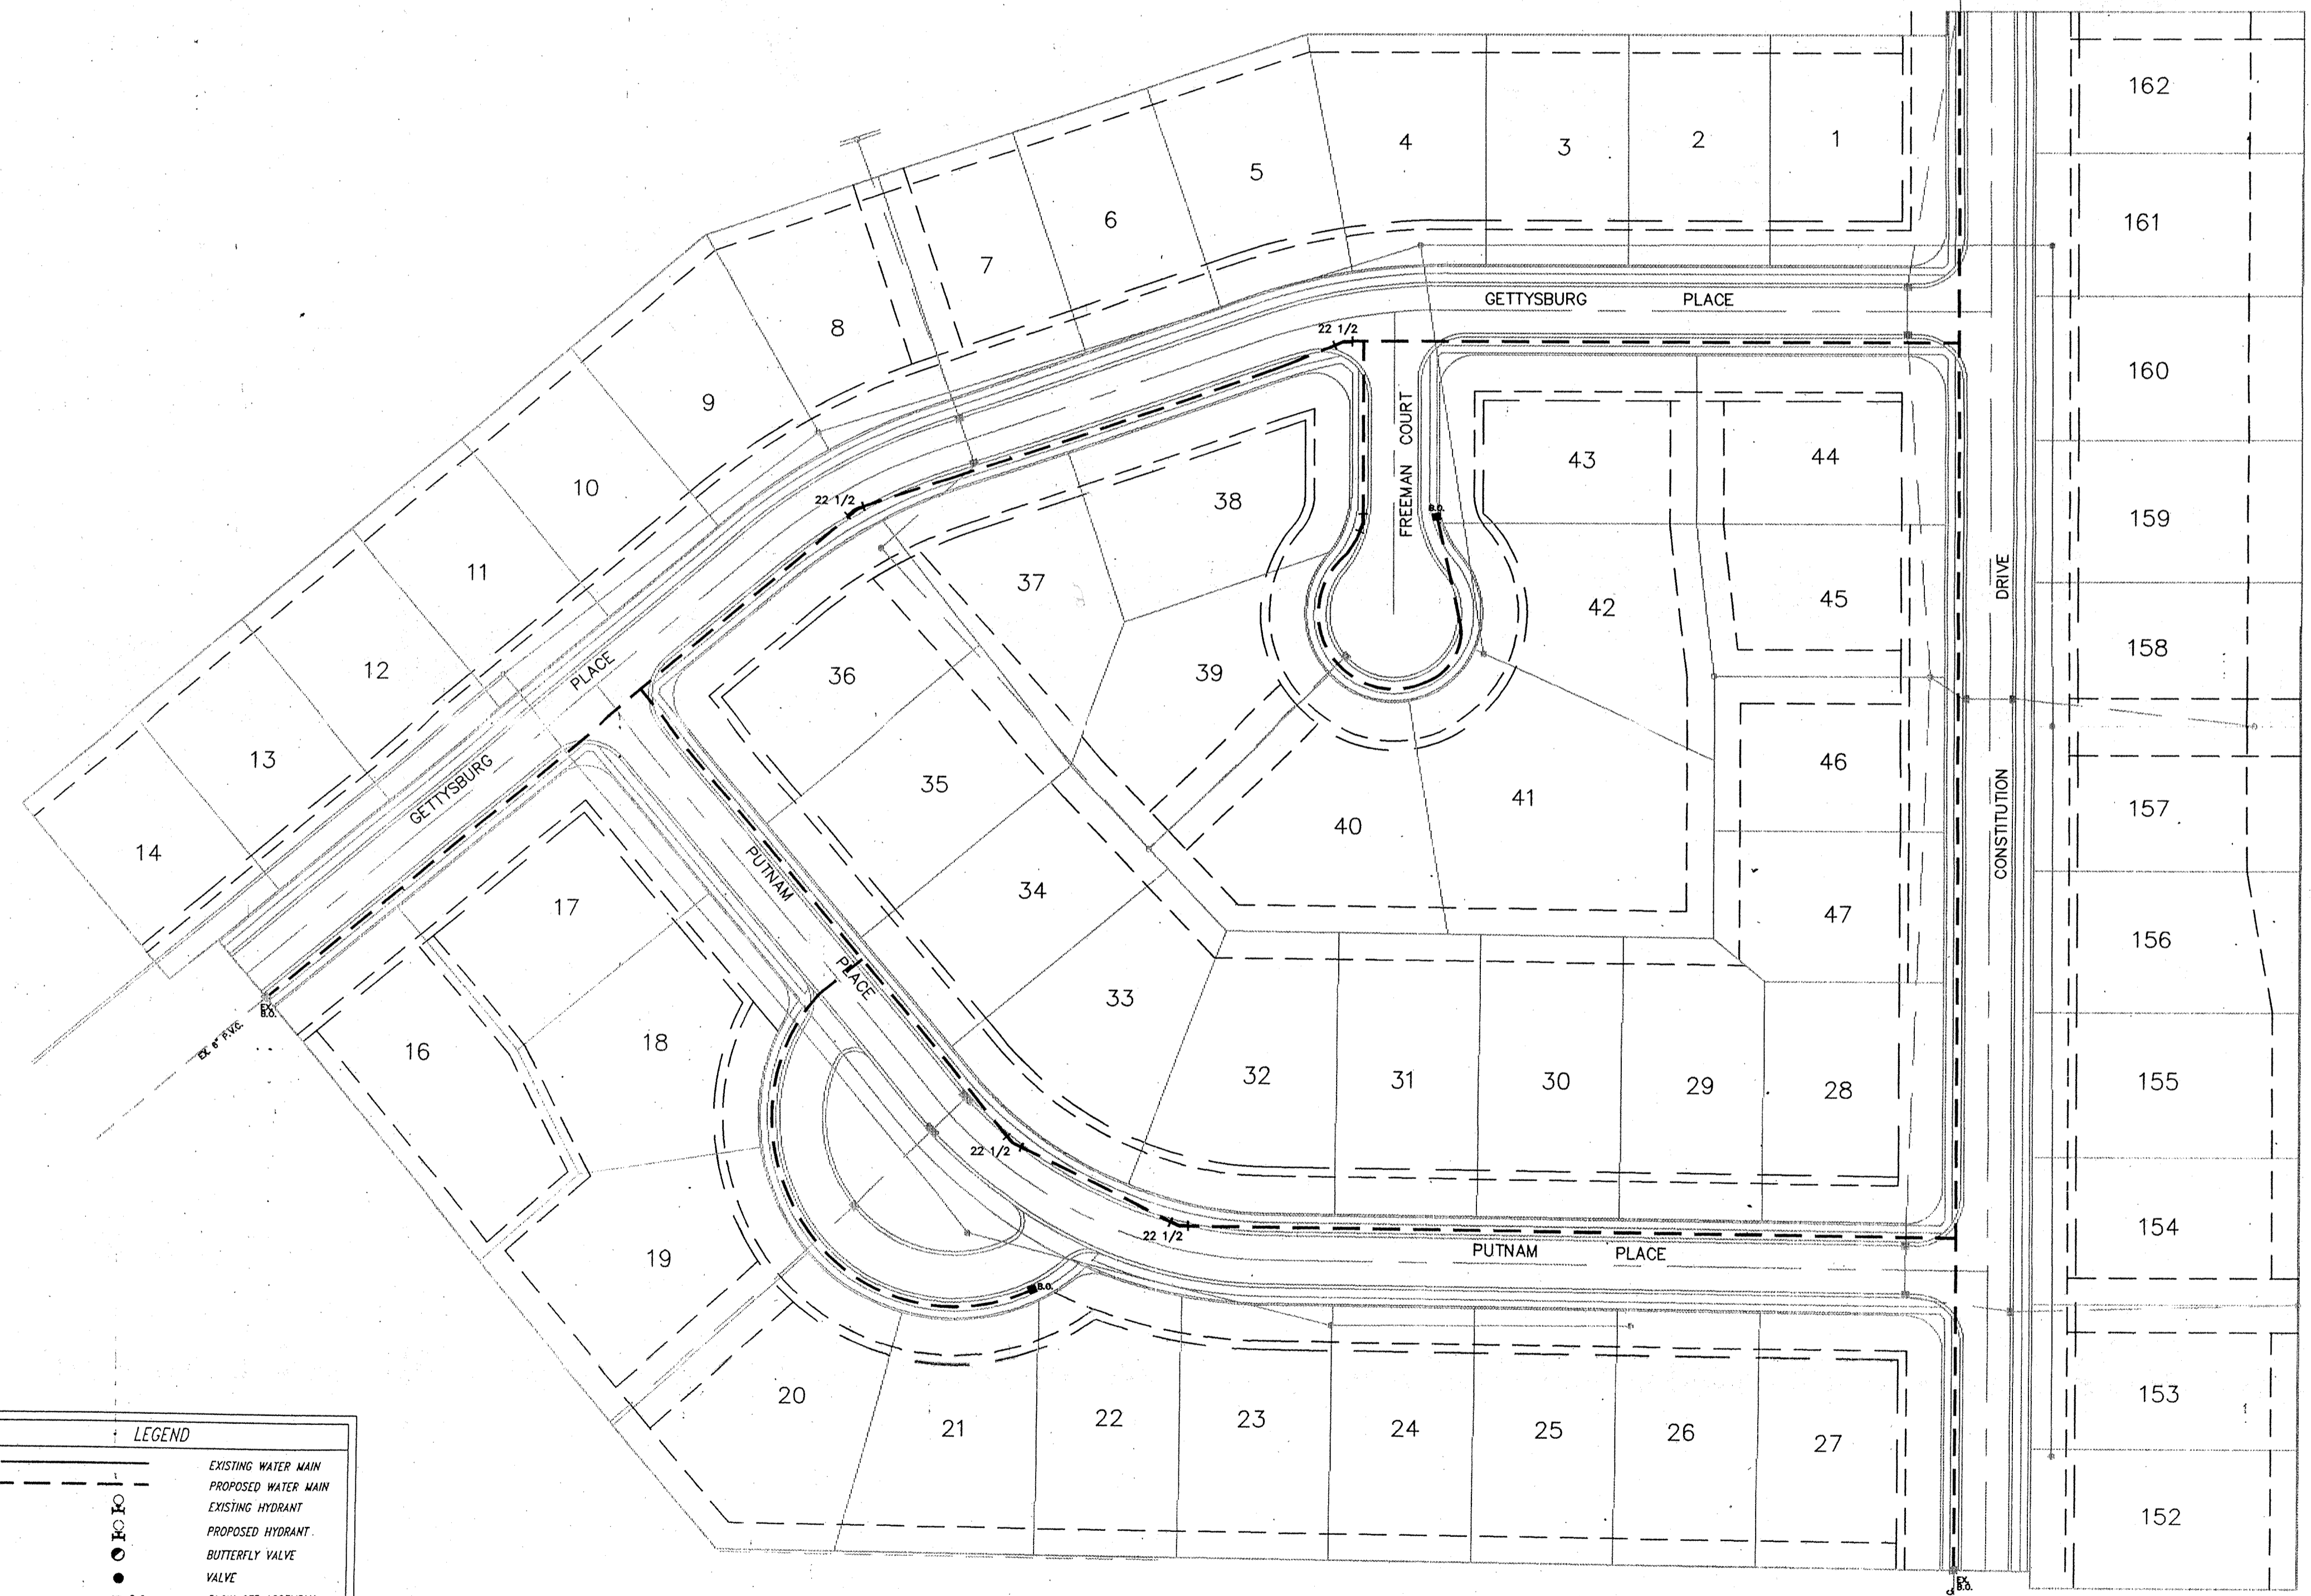 162
4
3
2
1
5
161
6
7
GETTYSBURG PLACE
8
22 1/2
160
9
FREEMAN COURT
43
44
10
38
22 1/2
B.O.
159
11
37
DRIVE
42
45
158
12
PLACE
36
39
13
46
GETTYSBURG
35
41
157
CONSTITUTION
14
40
PUTNAM
34
17
47
156
PLACE
33
EX.
B.O.
EX. 8" P.V.C.
18
16
32
31
30
29
28
155
22 1/2
22 1/2
154
PUTNAM PLACE
19
B.O.
20
21
22
23
24
25
26
27
153
LEGEND
EXISTING WATER MAIN
PROPOSED WATER MAIN
EXISTING HYDRANT
PROPOSED HYDRANT
BUTTERFLY VALVE
VALVE
152
EX.
B.O.